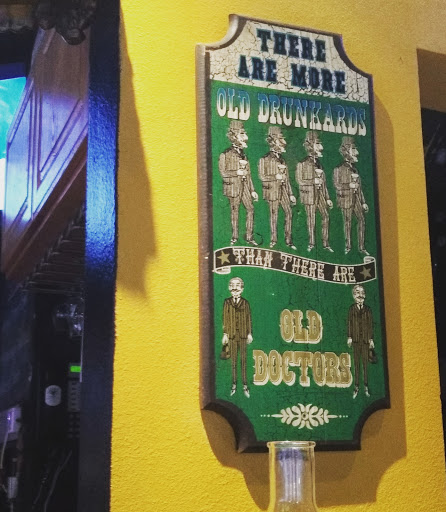 THERE
ARE MORE
OLD DRUNKARDS
THAN THERE ARE
OLD
DOCTORS